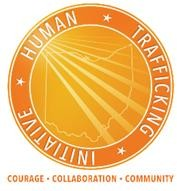 HUMAN TRAFFICKING INITIATIVE
COURAGE • COLLABORATION • COMMUNITY